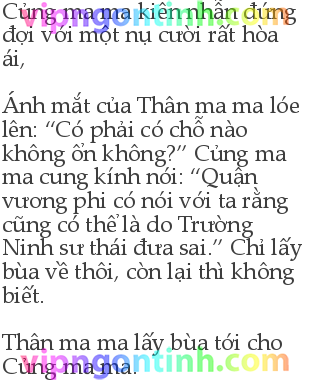 Củng ma ma kiên nhẫn đứng
đợi với một nụ cười rất hòa
ái,
Ánh mắt của Thân ma ma lóe
lên: “Có phải có chỗ nào
không ổn không?” Củng ma
ma cung kính nói: “Quận
vương phi có nói với ta rằng
cũng có thể là do Trường
Ninh sư thái đưa sai.” Chỉ lấy
bùa về thôi, còn lại thì không
biết.
Thân ma ma lấy bùa tới cho
Củng ma ma.
vipngontinh.com
vipngontinh.com